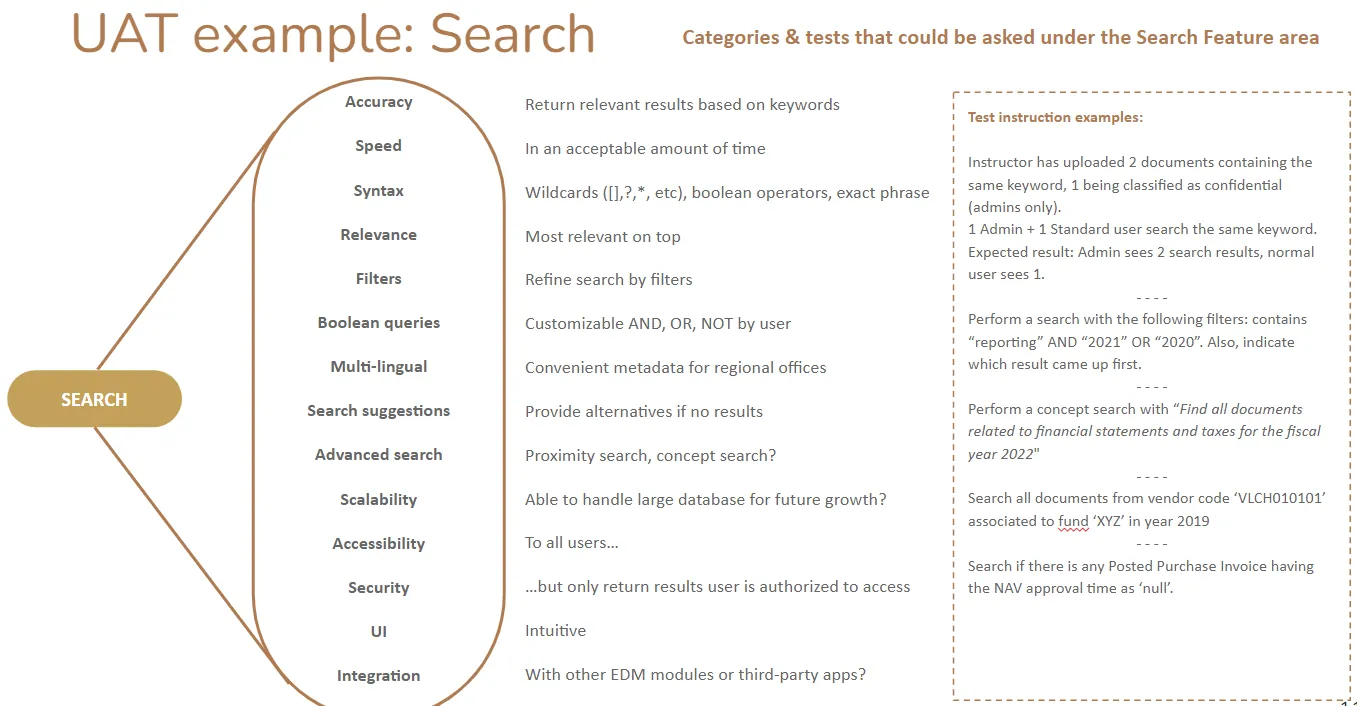 UAT example: Search
Categories & tests that could be asked under the Search Feature area
SEARCH
Accuracy
Return relevant results based on keywords
Speed
In an acceptable amount of time
Syntax
Wildcards ([],?,*, etc), boolean operators, exact phrase
Relevance
Most relevant on top
Filters
Refine search by filters
Boolean queries
Customizable AND, OR, NOT by user
Multi-lingual
Convenient metadata for regional offices
Search suggestions
Provide alternatives if no results
Advanced search
Proximity search, concept search?
Scalability
Able to handle large database for future growth?
Accessibility
To all users…
Security
…but only return results user is authorized to access
UI
Intuitive
Integration
With other EDM modules or third-party apps?
Test instruction examples:
Instructor has uploaded 2 documents containing the
same keyword, 1 being classified as confidential
(admins only).
1 Admin + 1 Standard user search the same keyword.
Expected result: Admin sees 2 search results, normal
user sees 1.
- - - -
Perform a search with the following filters: contains
“reporting” AND “2021” OR “2020”. Also, indicate
which result came up first.
- - - -
Perform a concept search with “Find all documents
related to financial statements and taxes for the fiscal
year 2022"
- - - -
Search all documents from vendor code ‘VLCH010101’
associated to fund ‘XYZ’ in year 2019
- - - -
Search if there is any Posted Purchase Invoice having
the NAV approval time as ‘null’.